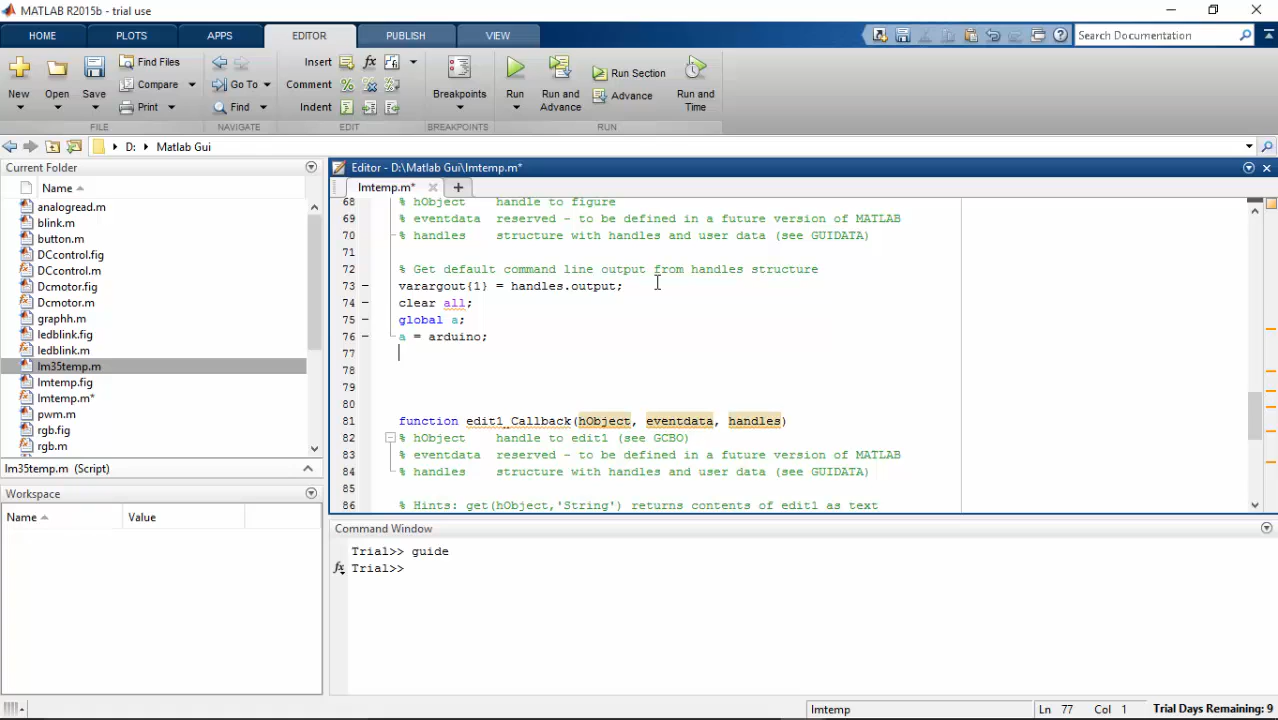 MATLAB R2015b - trial use
HOME PLOTS APPS EDITOR PUBLISH VIEW
Search Documentation
New Open Save Find Files Compare Print
FILE
Go To Find
NAVIGATE
Insert Comment Indent
EDIT
Breakpoints
BREAKPOINTS
Run Run and Advance Run Section Advance Run and Time
RUN
D: Matlab Gui
Current Folder
Name
analogread.m
blink.m
button.m
DCcontrol.fig
DCcontrol.m
Dcmotor.fig
Dcmotor.m
graphh.m
ledblink.fig
ledblink.m
lm35temp.m
lmtemp.fig
lmtemp.m*
pwm.m
rgb.fig
rgb.m
lm35temp.m (Script)
Workspace
Name Value
Editor - D:\Matlab Gui\lmtemp.m*
lmtemp.m*
68 % hObject    handle to figure
69 % eventdata  reserved - to be defined in a future version of MATLAB
70 % handles    structure with handles and user data (see GUIDATA)
71
72 % Get default command line output from handles structure
73 varargout{1} = handles.output;
74 clear all;
75 global a;
76 a = arduino;
77
78
79
80
81 function edit1_Callback(hObject, eventdata, handles)
82 % hObject    handle to edit1 (see GCBO)
83 % eventdata  reserved - to be defined in a future version of MATLAB
84 % handles    structure with handles and user data (see GUIDATA)
85
86 % Hints: get(hObject,'String') returns contents of edit1 as text
Command Window
Trial>> guide
fx Trial>>
lmtemp
Ln 77 Col 1 Trial Days Remaining: 9